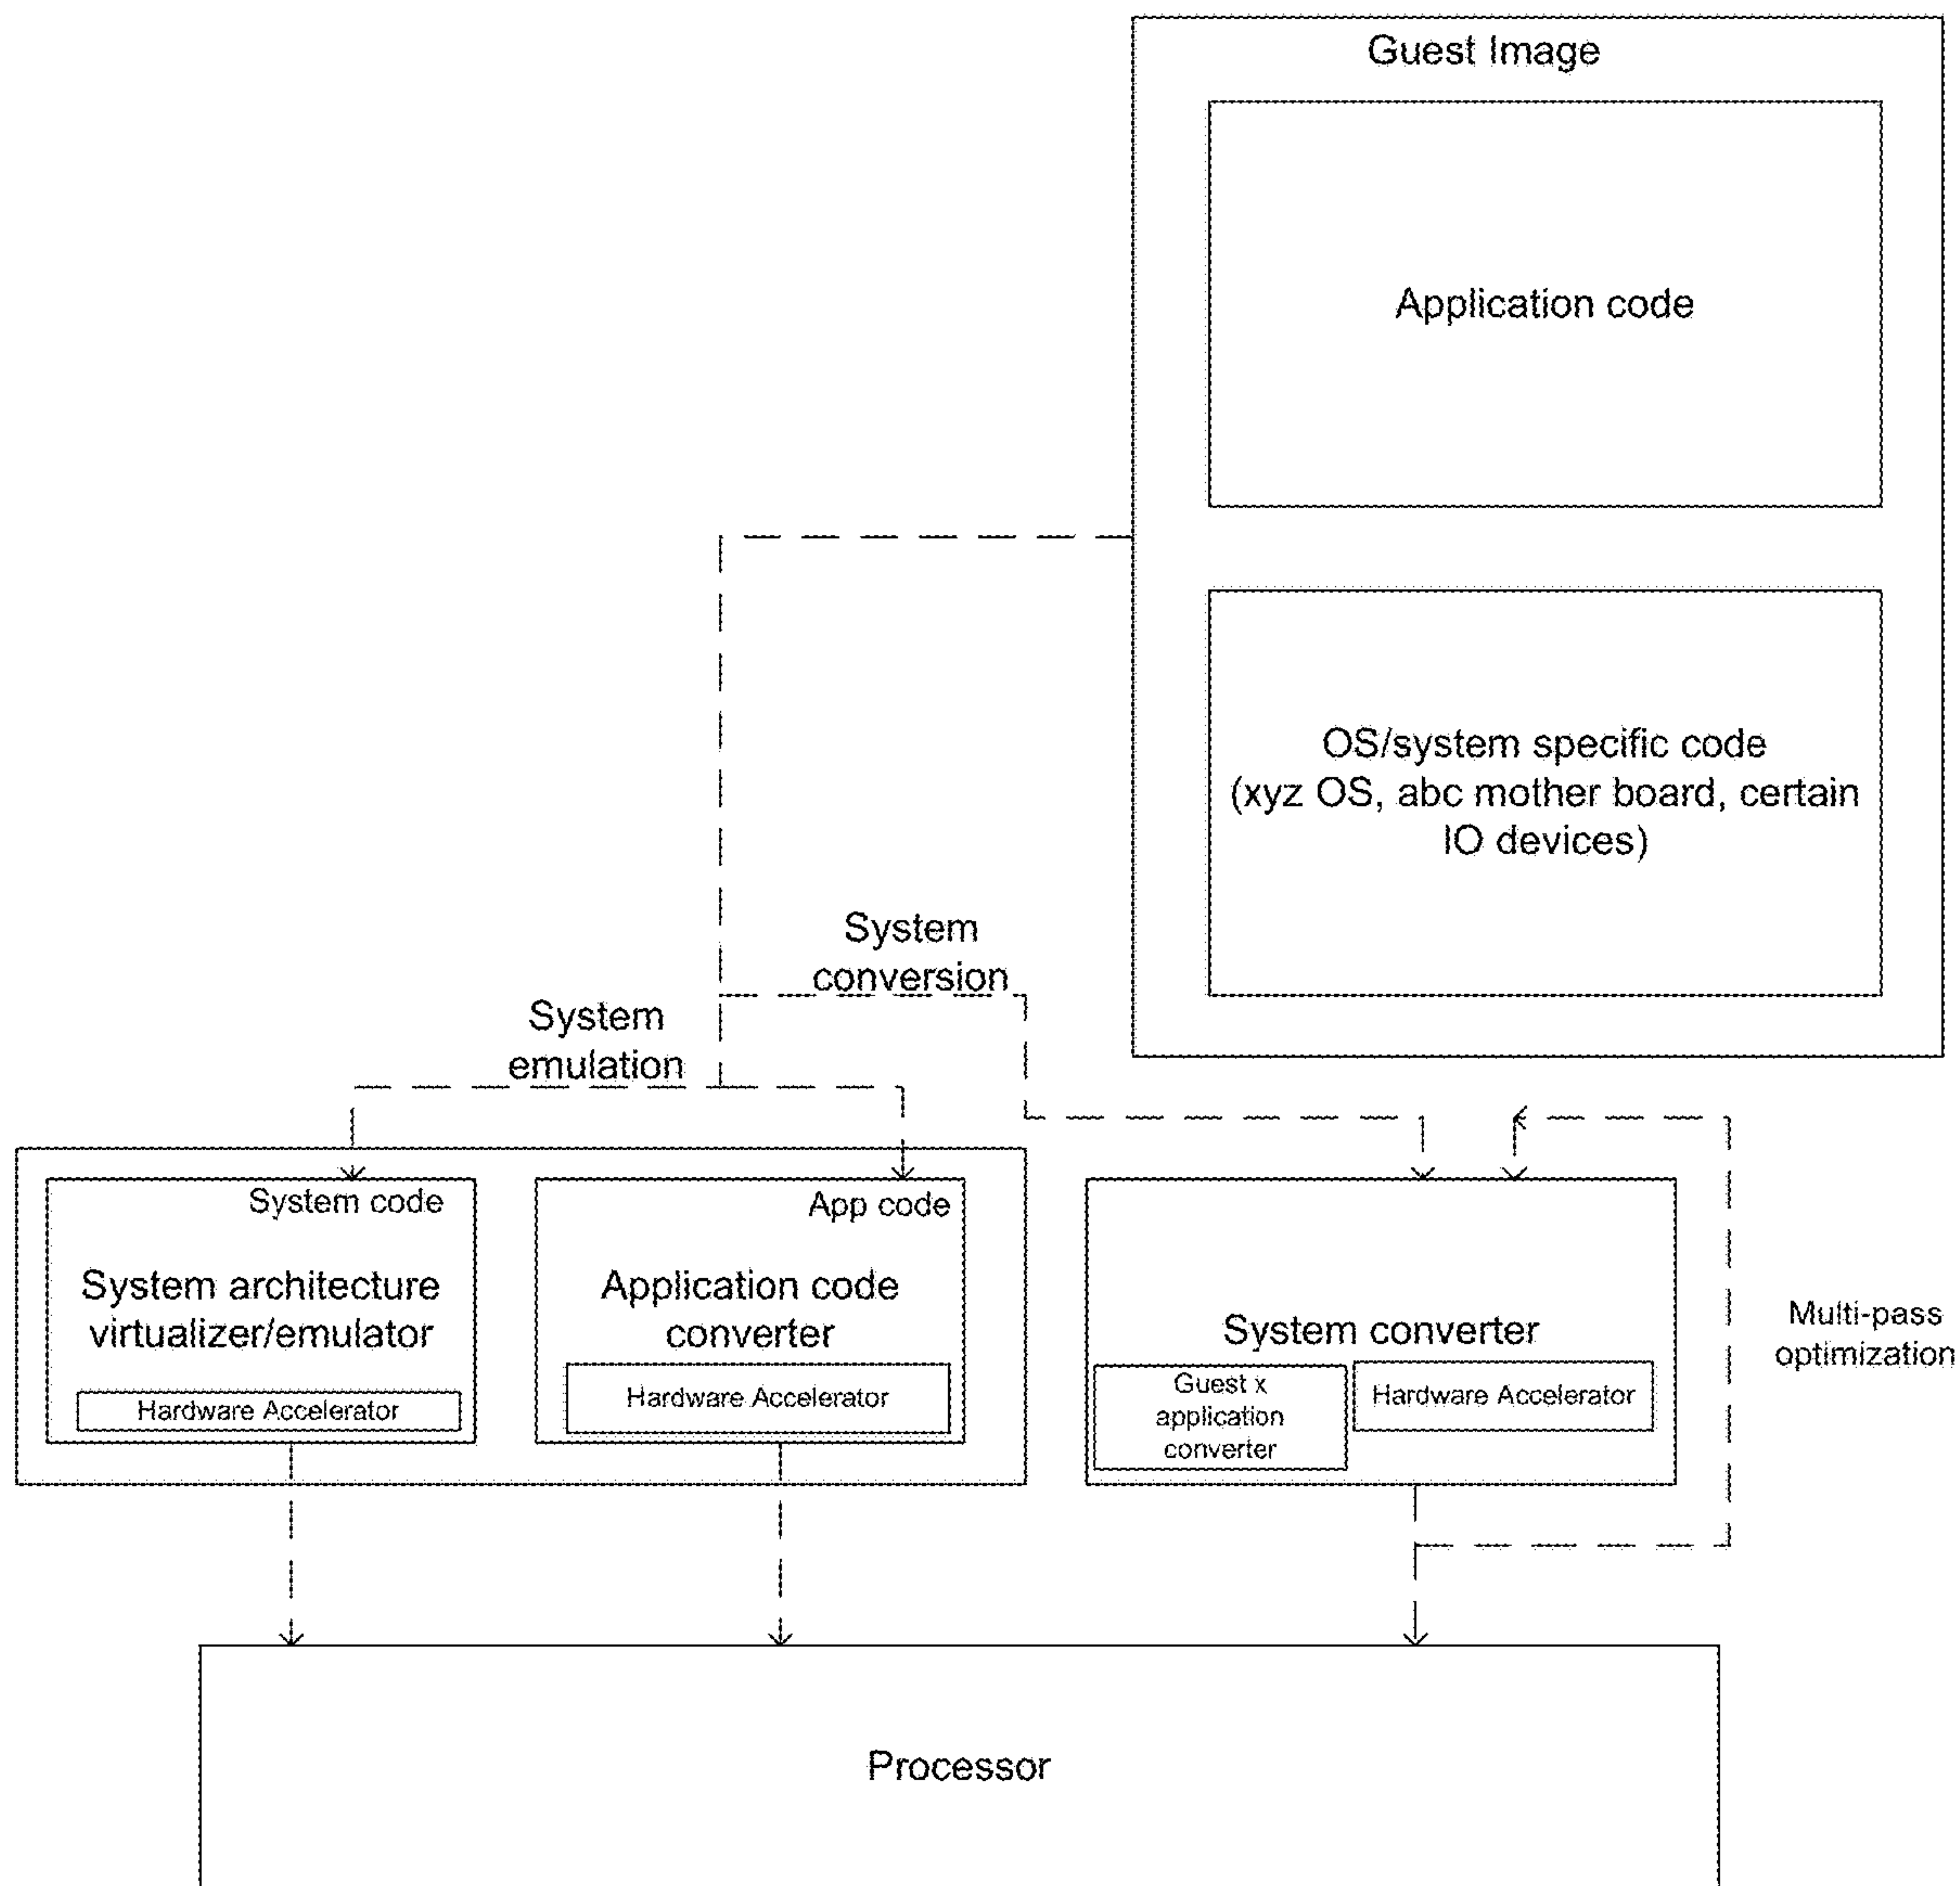 Guest Image
Application code
OS/system specific code
(xyz OS, abc mother board, certain
IO devices)
System
conversion
System
emulation
System code
System architecture
virtualizer/emulator
Hardware Accelerator
App code
Application code
converter
Hardware Accelerator
System converter
Guest x
application
converter
Hardware Accelerator
Multi-pass
optimization
Processor